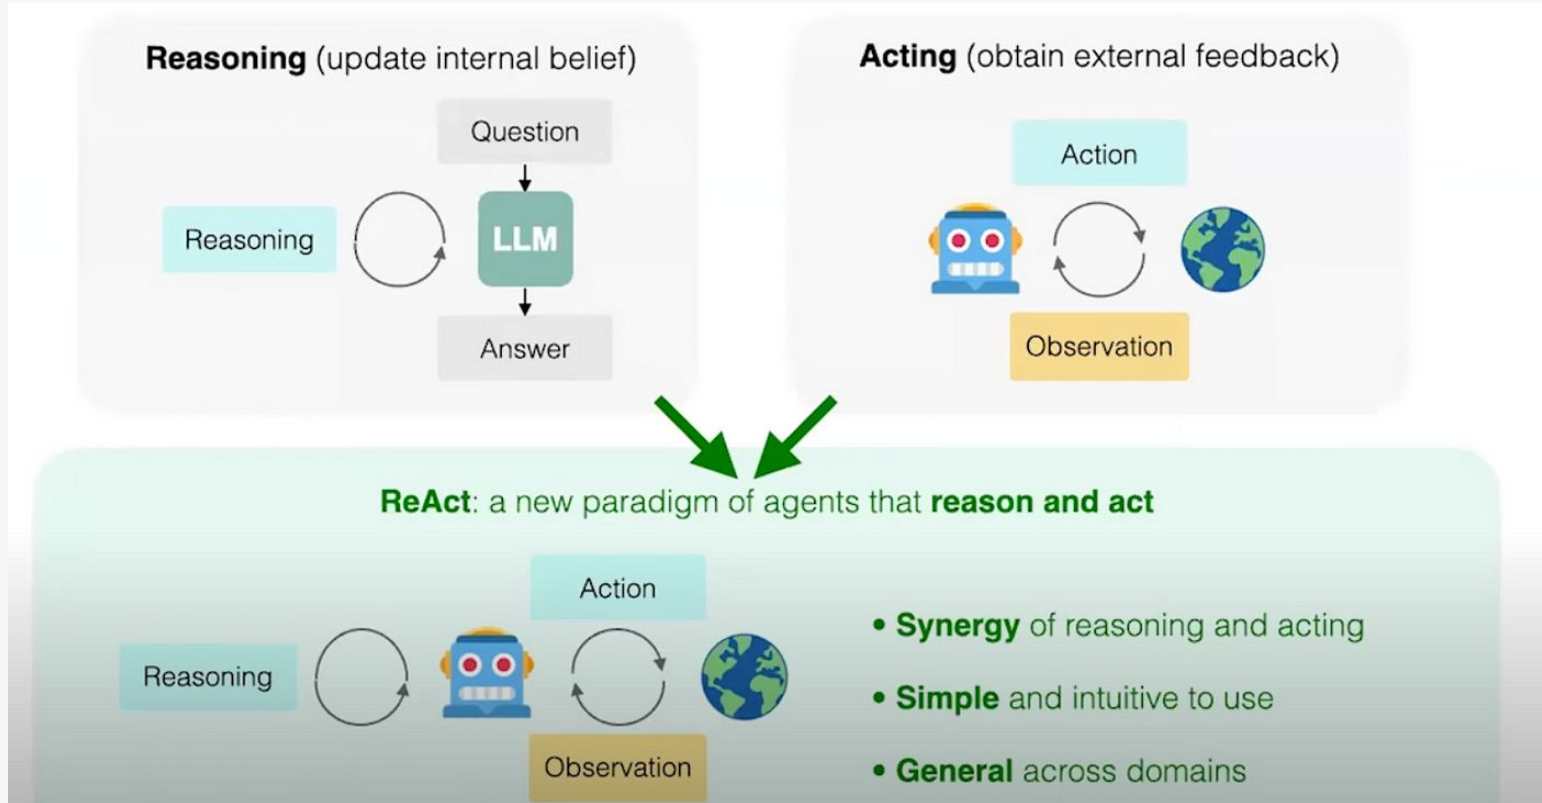 Reasoning (update internal belief)
Question
Reasoning
LLM
Answer
Acting (obtain external feedback)
Action
Observation
ReAct: a new paradigm of agents that reason and act
Action
Reasoning
Observation
• Synergy of reasoning and acting
• Simple and intuitive to use
• General across domains